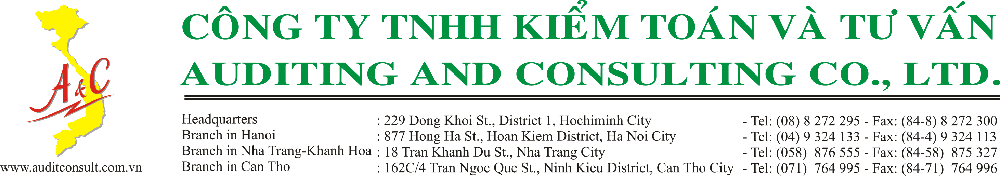 CÔNG TY TNHH KIỂM TOÁN VÀ TƯ VẤN
AUDITING AND CONSULTING CO., LTD.
A&C
www.auditconsult.com.vn
Headquarters : 229 Dong Khoi St., District 1, Hochiminh City - Tel: (08) 8 272 295 - Fax: (84-8) 8 272 300
Branch in Hanoi : 877 Hong Ha St., Hoan Kiem District, Ha Noi City - Tel: (04) 9 324 133 - Fax: (84-4) 9 324 113
Branch in Nha Trang-Khanh Hoa : 18 Tran Khanh Du St., Nha Trang City - Tel: (058) 876 555 - Fax: (84-58) 875 327
Branch in Can Tho : 162C/4 Tran Ngoc Que St., Ninh Kieu District, Can Tho City - Tel: (071) 764 995 - Fax: (84-71) 764 996